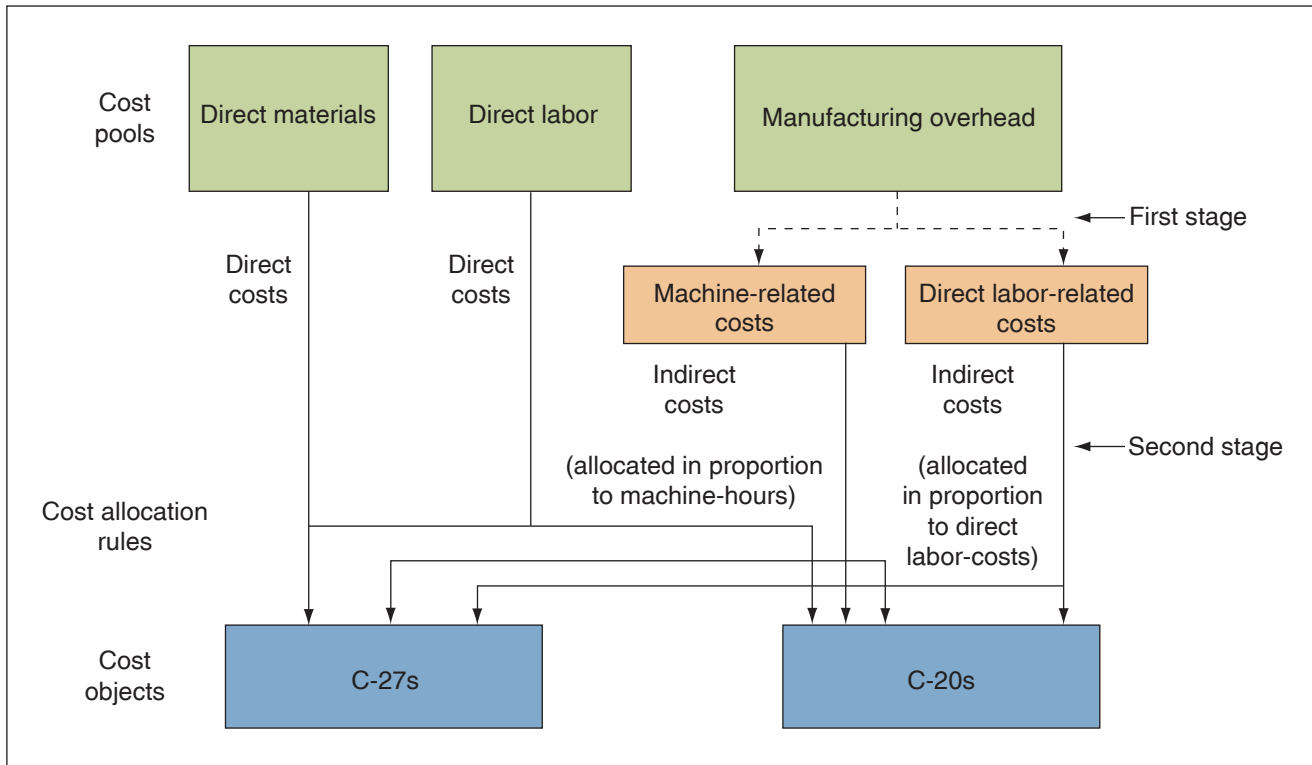 Cost
pools
Direct materials
Direct labor
Manufacturing overhead
First stage
Direct
costs
Direct
costs
Machine-related
costs
Direct labor-related
costs
Indirect
costs
Indirect
costs
Second stage
(allocated in proportion
to machine-hours)
(allocated
in proportion
to direct
labor-costs)
Cost allocation
rules
Cost
objects
C-27s
C-20s